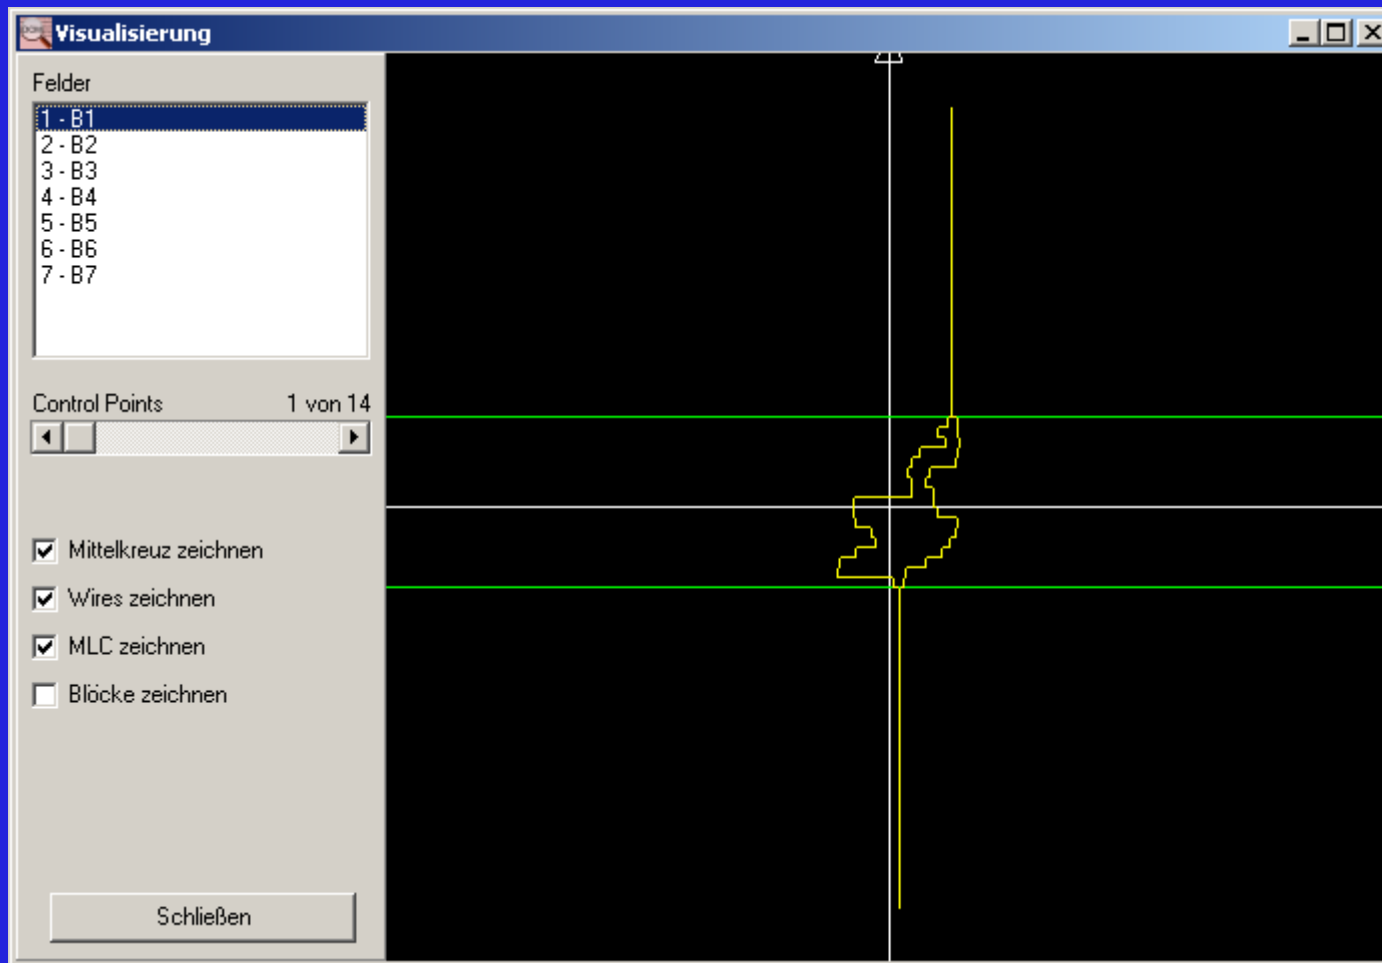 Visualisierung
Felder
1 - B1
2 - B2
3 - B3
4 - B4
5 - B5
6 - B6
7 - B7
Control Points 1 von 14
Mittelkreuz zeichnen
Wires zeichnen
MLC zeichnen
Blöcke zeichnen
Schließen